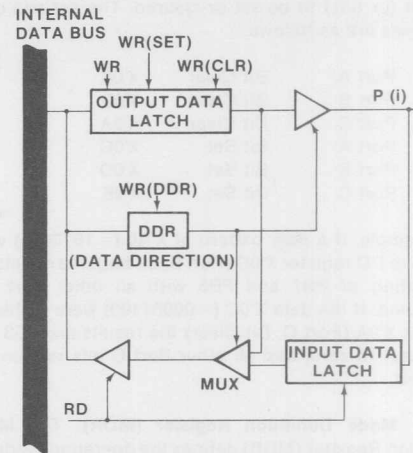 INTERNAL
DATA BUS
WR(SET)
WR
WR(CLR)
OUTPUT DATA
LATCH
P (i)
WR(DDR)
DDR
(DATA DIRECTION)
INPUT DATA
LATCH
MUX
RD